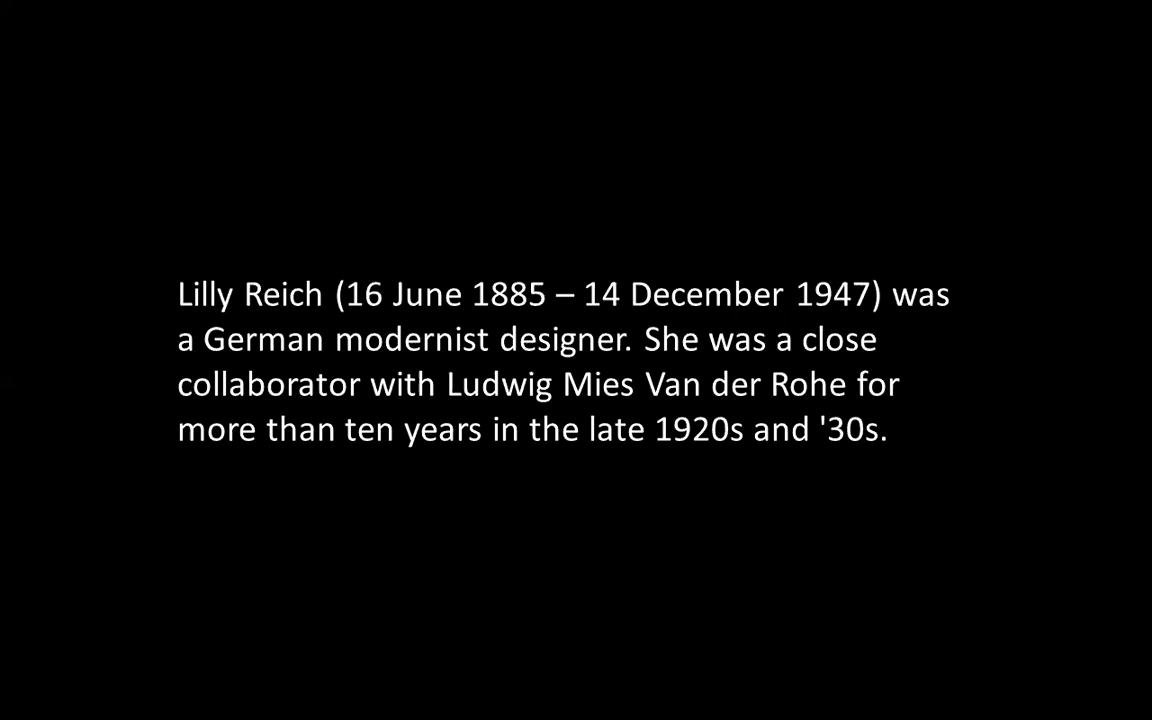 Lilly Reich (16 June 1885 – 14 December 1947) was
a German modernist designer. She was a close
collaborator with Ludwig Mies Van der Rohe for
more than ten years in the late 1920s and '30s.